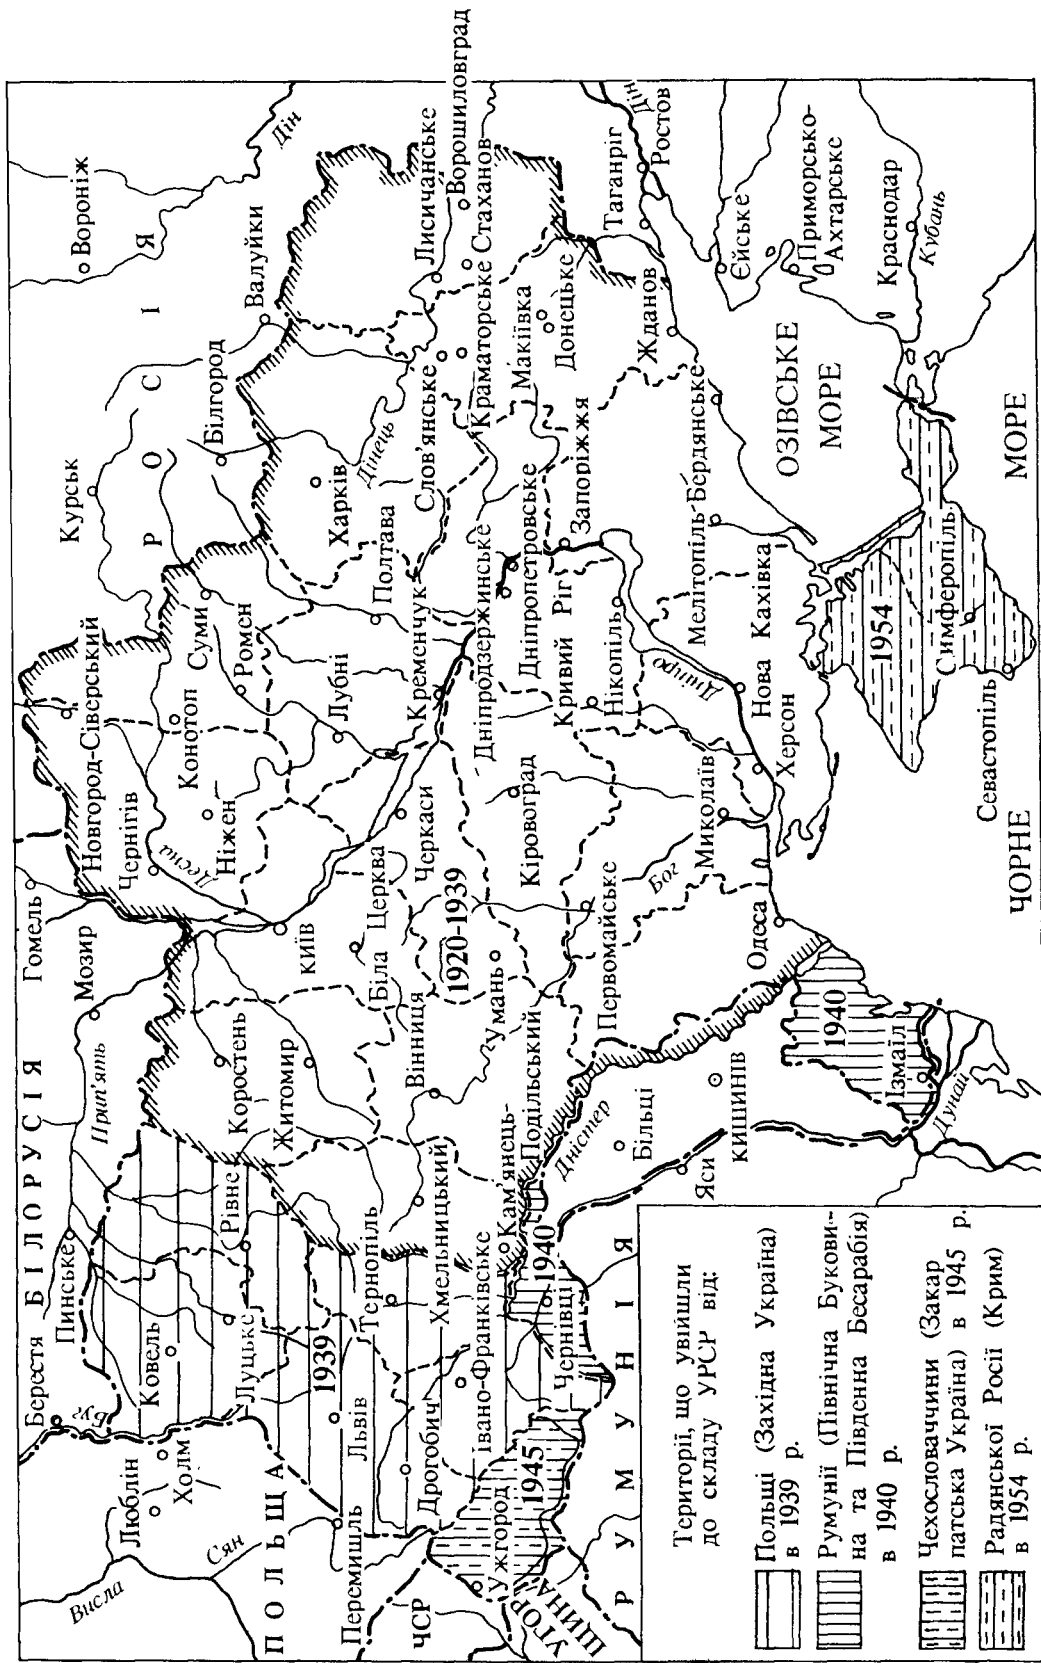 Вороніж
Дін
Курськ
Білгород
Валуйки
Р О С І Я
Новгород-Сіверський
Гомель
Мозир
Чернігів
Десна
Ніжен
Конотоп
Суми
Ромен
Лубні
Харків
Полтава
Дінець
Лисичанське
Ворошиловград
Слов'янське
Краматорське
Стаханов
Кременчук
Дніпродзержинське
Дніпропетровське
Макіївка
Донецьке
Таганріг
Ростов
Дін
Кривий Ріг
Запоріжжя
Жданов
Нікопіль
Дніпро
Мелітопіль
Бердянське
Єйське
Приморсько-
Ахтарське
Краснодар
Кубань
ОЗІВСЬКЕ
МОРЕ
Нова Кахівка
Херсон
Миколаїв
Бог
Одеса
1954
Симферопіль
Севастопіль
ЧОРНЕ
МОРЕ
БІЛОРУСІЯ
Берестя
Пинське
Прип'ять
Буг
Ковель
Луцьке
Рівне
Коростень
Житомир
КИЇВ
Біла Церква
Черкаси
1920-1939
Вінниця
Умань
Кіровоград
Первомайське
Люблін
Холм
Висла
Сян
ПОЛЬЩА
1939
Львів
Тернопіль
Хмельницький
Перемишль
Дрогобич
Івано-Франківське
Кам'янець-
Подільський
ЧСР
Ужгород
1945
1940
Чернівці
УГОР
ЩИНА
РУМУНІЯ
Дністер
Більці
Яси
КИШИНІВ
1940
Ізмаїл
Дунай
Території, що увійшли
до складу УРСР від:
Польщі (Західна Україна)
в 1939 р.
Румунії (Північна Букови-
на та Південна Бесарабія)
в 1940 р.
Чехословаччини (Закар
патська Україна) в 1945 р.
Радянської Росії (Крим)
в 1954 р.